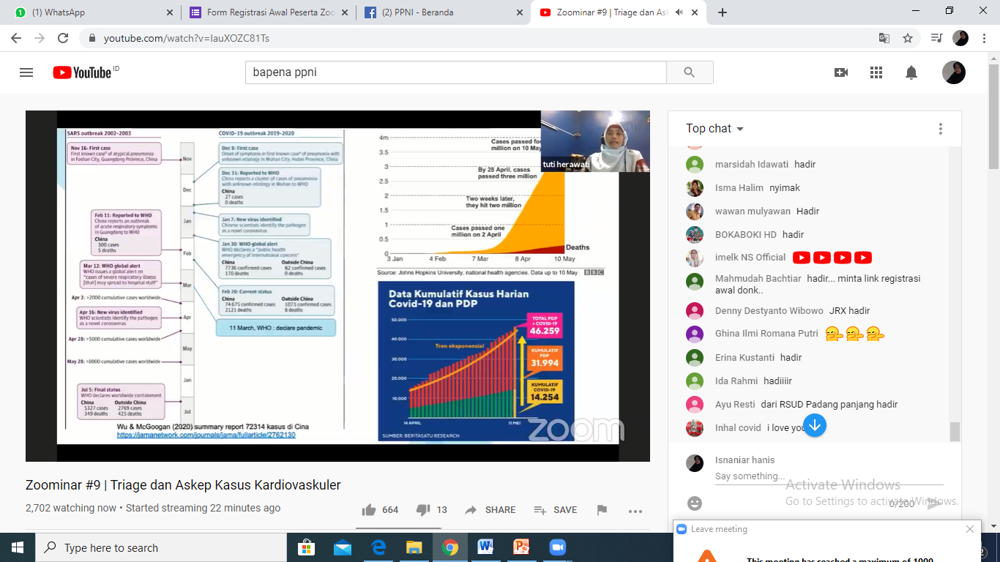 (1) WhatsApp
Form Registrasi Awal Peserta Zoo
(2) PPNI - Beranda
Zoominar #9 | Triage dan Ask
youtube.com/watch?v=IauXOZC81Ts
YouTube ID
bapena ppni
SARS outbreak 2002-2003
Nov 16: First case
First known case of atypical pneumonia
in Foshan City, Guangdong Province, China
Feb 11: Reported to WHO
China reports an outbreak
of acute respiratory symptoms
in Guangdong to WHO
China
300 cases
5 deaths
Mar 12: WHO global alert
WHO issues a global alert on
"cases of severe respiratory illness
[that] may spread to hospital staff"
Apr 2: >2000 cumulative cases worldwide
Apr 16: New virus identified
WHO scientists identify the pathogen
as a novel coronavirus
Apr 28: >5000 cumulative cases worldwide
May 28: >8000 cumulative cases worldwide
Jul 5: Final status
WHO declares worldwide containment
China Outside China
5327 cases 2769 cases
349 deaths 425 deaths
Nov
Dec
Jan
Feb
Mar
Apr
May
Jun
Jul
COVID-19 outbreak 2019-2020
Dec 8: First case
Onset of symptoms in first known case of pneumonia with
unknown etiology in Wuhan City, Hubei Province, China
Dec 31: Reported to WHO
China reports a cluster of cases of pneumonia
with unknown etiology in Wuhan to WHO
China
27 cases
0 deaths
Jan 7: New virus identified
Chinese scientists identify the pathogen
as a novel coronavirus
Jan 30: WHO global alert
WHO declares a "public health
emergency of international concern"
China Outside China
7736 confirmed cases 82 confirmed cases
170 deaths 0 deaths
Feb 20: Current status
China Outside China
74 675 confirmed cases 1073 confirmed cases
2121 deaths 8 deaths
11 March, WHO : declare pandemic
Wu & McGoogan (2020) summary report 72314 kasus di Cina
https://jamanetwork.com/journals/jama/fullarticle/2762130
4m
3.5
3
2.5
2
1.5
1
0.5
0
Cases passed fo
million on 10 May
By 28 April, cases
passed three million
Two weeks later,
they hit two million
Cases passed one
million on 2 April
Deaths
3 Jan 4 Feb 7 Mar 8 Apr 10 May
Source: Johns Hopkins University, national health agencies. Data up to 10 May BBC
tuti herawati
Data Kumulatif Kasus Harian
Covid-19 dan PDP
50.000
40.000
30.000
20.000
10.000
Tren eksponensial
TOTAL PDP
+ COVID-19
46.259
KUMULATIF
PDP
31.994
KUMULATIF
COVID-19
14.254
14 APRIL 11 MEI
SUMBER: BERITASATU RESEARCH
zoom
Zoominar #9 | Triage dan Askep Kasus Kardiovaskuler
2,702 watching now • Started streaming 22 minutes ago
664
13
SHARE
SAVE
Top chat
marsidah Idawati hadir
Isma Halim nyimak
wawan mulyawan Hadir
BOKABOKI HD hadir
imelk NS Official
Mahmudah Bachtiar hadir... minta link registrasi
awal donk..
Denny Destyanto Wibowo JRX hadir
Ghina Ilmi Romana Putri
Erina Kustanti hadir
Ida Rahmi hadiiiir
Ayu Resti dari RSUD Padang panjang hadir
Inhal covid i love you
Isnaniar hanis
Say something...
0/200
Activate Windows
Go to Settings to activate Windows.
Leave meeting
This meeting has reached a maximum of 1000
Type here to search